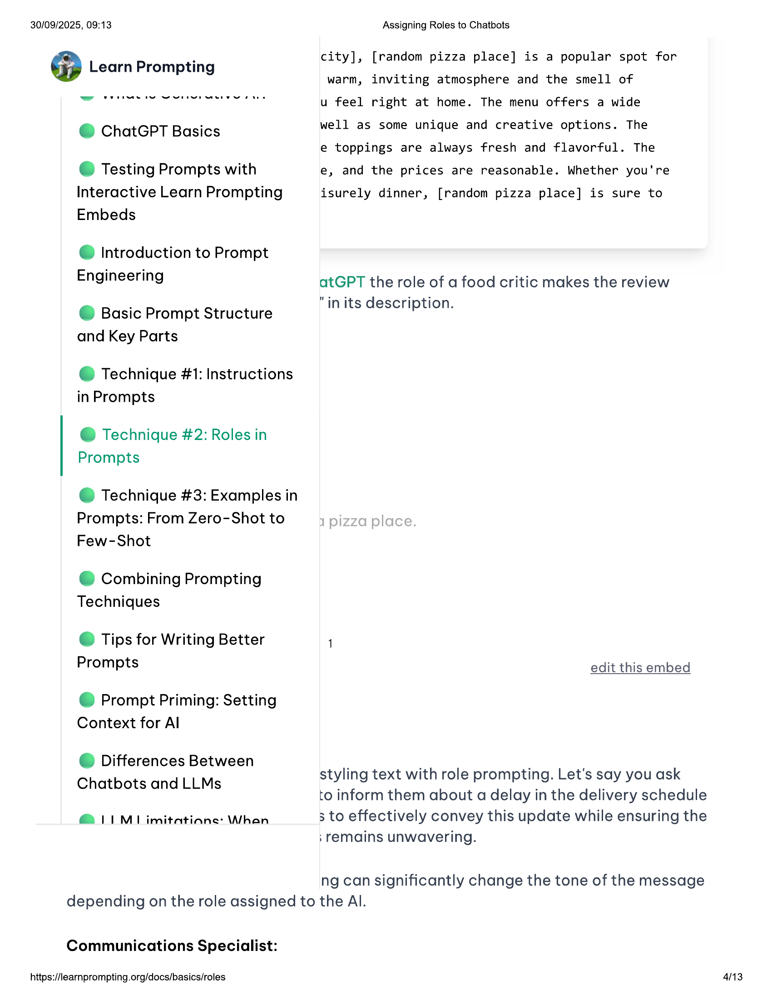 30/09/2025, 09:13
Assigning Roles to Chatbots
Learn Prompting
What is Generative AI?
ChatGPT Basics
Testing Prompts with
Interactive Learn Prompting
Embeds
Introduction to Prompt
Engineering
Basic Prompt Structure
and Key Parts
Technique #1: Instructions
in Prompts
Technique #2: Roles in
Prompts
Technique #3: Examples in
Prompts: From Zero-Shot to
Few-Shot
Combining Prompting
Techniques
Tips for Writing Better
Prompts
Prompt Priming: Setting
Context for AI
Differences Between
Chatbots and LLMs
LLM Limitations: When
city], [random pizza place] is a popular spot for
warm, inviting atmosphere and the smell of
u feel right at home. The menu offers a wide
well as some unique and creative options. The
e toppings are always fresh and flavorful. The
e, and the prices are reasonable. Whether you're
isurely dinner, [random pizza place] is sure to
atGPT the role of a food critic makes the review
" in its description.
a pizza place.
1
edit this embed
styling text with role prompting. Let's say you ask
to inform them about a delay in the delivery schedule
s to effectively convey this update while ensuring the
s remains unwavering.
ng can significantly change the tone of the message
depending on the role assigned to the AI.
Communications Specialist:
https://learnprompting.org/docs/basics/roles
4/13